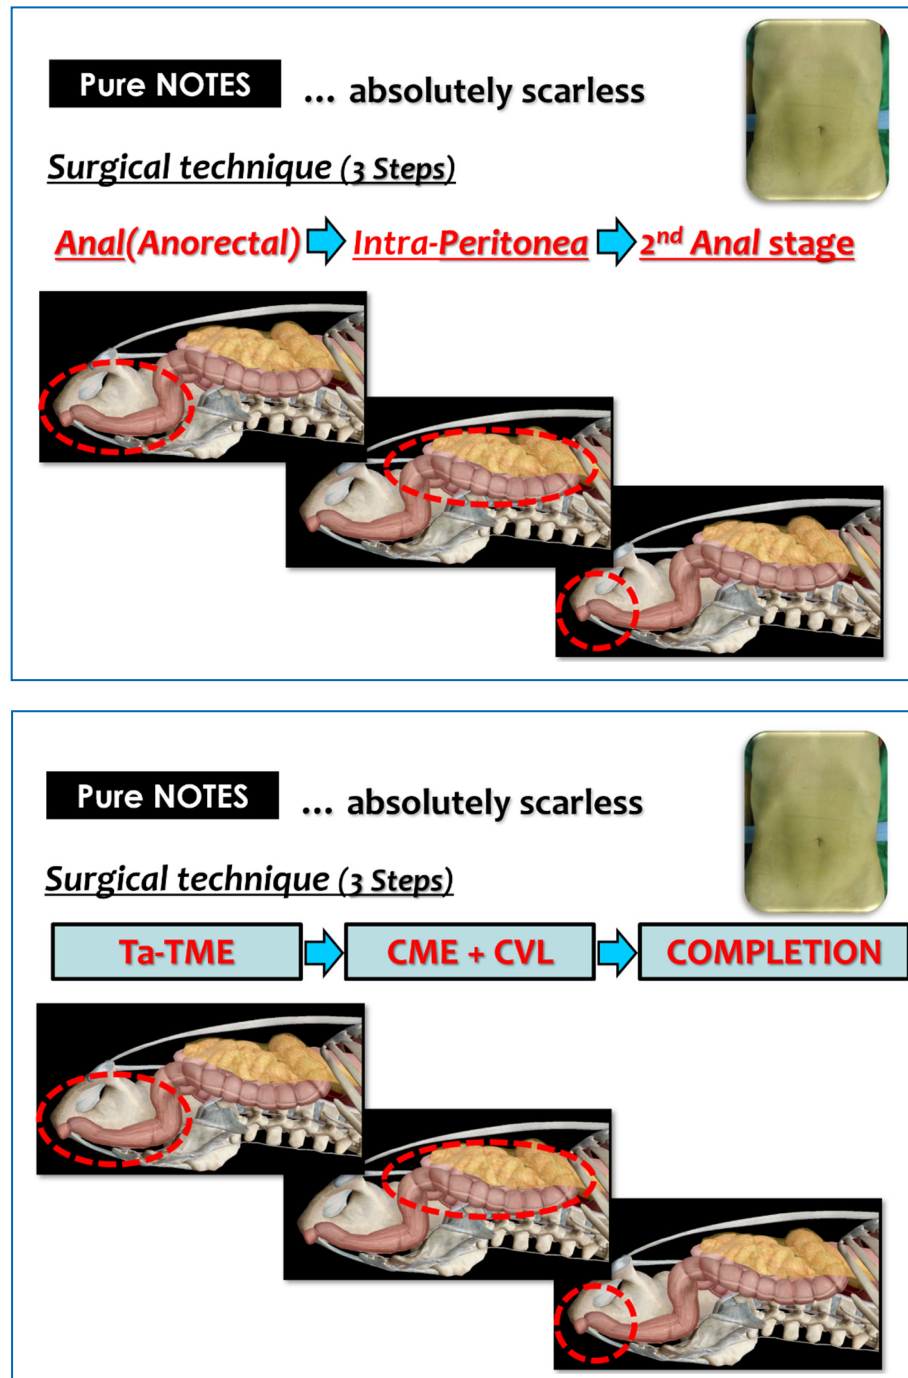 Pure NOTES ... absolutely scarless
Surgical technique (3 Steps)
Anal(Anorectal) Intra-Peritonea 2nd Anal stage
Pure NOTES ... absolutely scarless
Surgical technique (3 Steps)
Ta-TME CME + CVL COMPLETION